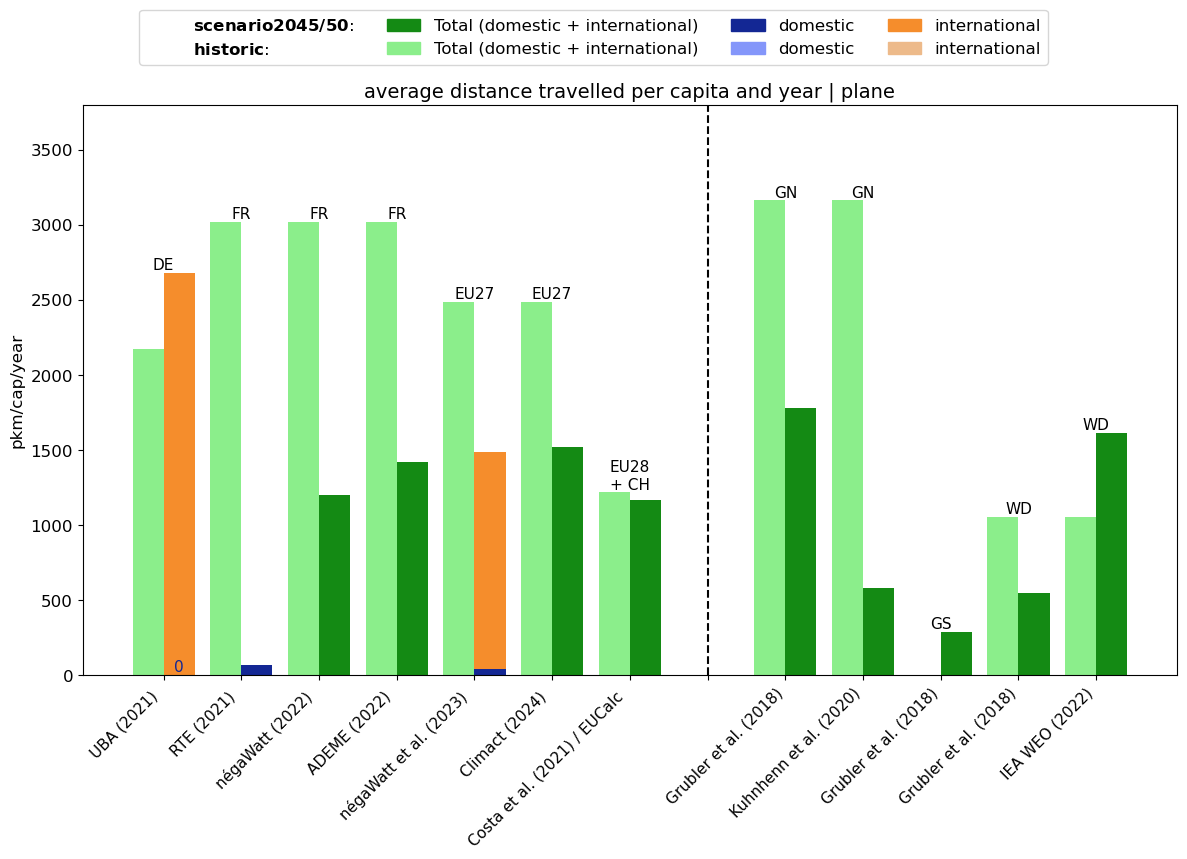 scenario2045/50: Total (domestic + international) domestic international
historic: Total (domestic + international) domestic international
average distance travelled per capita and year | plane
pkm/cap/year
3500
3000
2500
2000
1500
1000
500
0
DE
0
FR
FR
FR
EU27
EU27
EU28
+ CH
GN
GN
GS
WD
WD
UBA (2021)
RTE (2021)
négaWatt (2022)
ADEME (2022)
négaWatt et al. (2023)
Climact (2024)
Costa et al. (2021) / EUCalc
Grubler et al. (2018)
Kuhnhenn et al. (2020)
Grubler et al. (2018)
Grubler et al. (2018)
IEA WEO (2022)